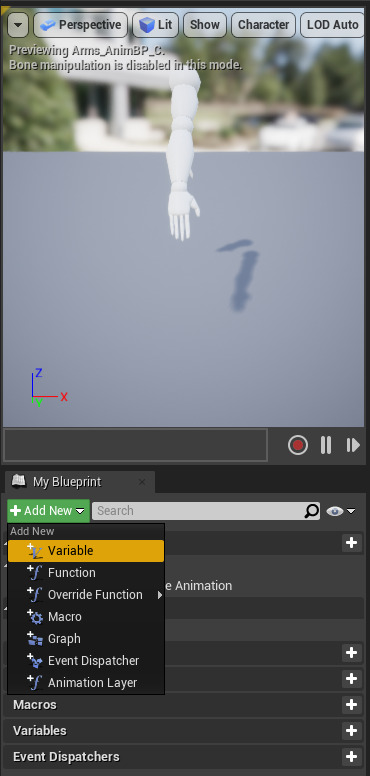 Perspective Lit Show Character LOD Auto
Previewing Arms_AnimBP_C.
Bone manipulation is disabled in this mode.
Z
X
My Blueprint
Add New Search
Add New
Variable
Function
e Animation
Override Function
Macro
Graph
Event Dispatcher
Animation Layer
Macros
Variables
Event Dispatchers